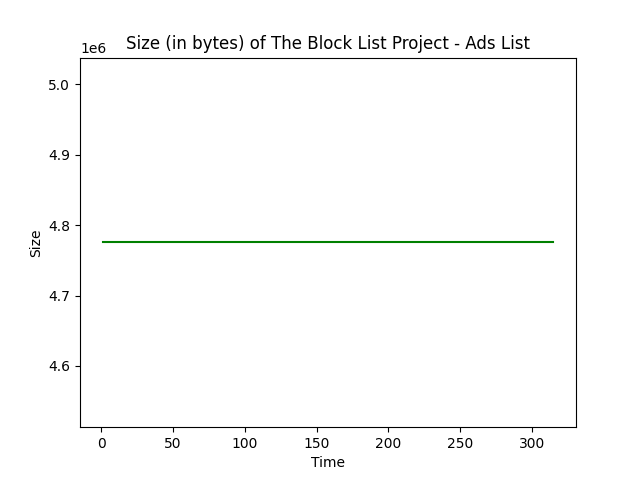 Size (in bytes) of The Block List Project - Ads List
1e6
5.0
4.9
4.8
4.7
4.6
Size
0 50 100 150 200 250 300
Time